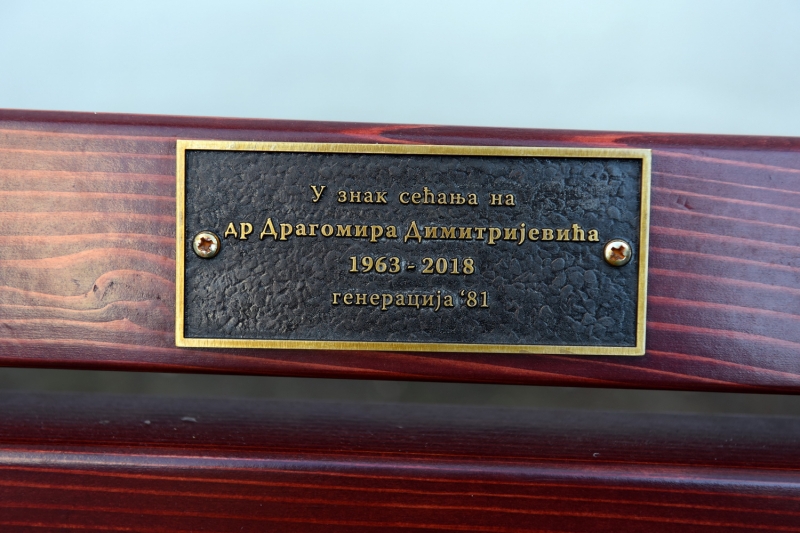 У знак сећања на
др Драгомира Димитријевића
1963 - 2018
генерација ‘81